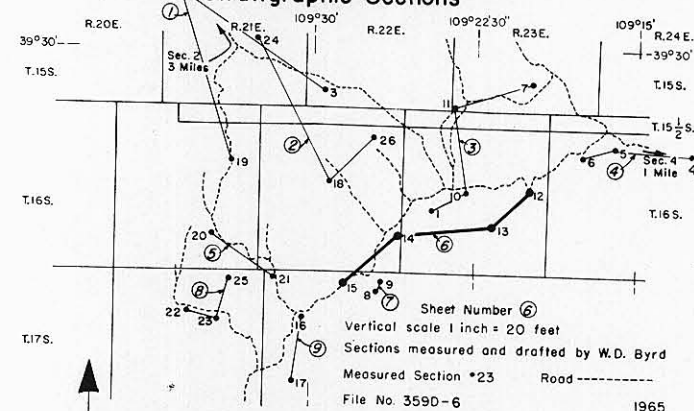 Stratigraphic Sections
R.20E. ① R.21E. 109°30' R.22E. 109°22'30" R.23E. 109°15' R.24E.
39°30' 24 39°30'
Sec. 2
3 Miles
T.15S. 3 11 7 T.15S.
T.15½S.
19 ② 26 ③ 6 5 Sec. 4 ④ 4
1 Mile
18 10 12
T.16S. 1 T.16S.
20 ⑤ 14 ⑥ 13
21 15 9
25 8 ⑦
⑧
22 23 16
T.17S. ⑨
17
Sheet Number ⑥
Vertical scale 1 inch = 20 feet
Sections measured and drafted by W.D. Byrd
Measured Section •23 Road
File No. 359D-6 1965